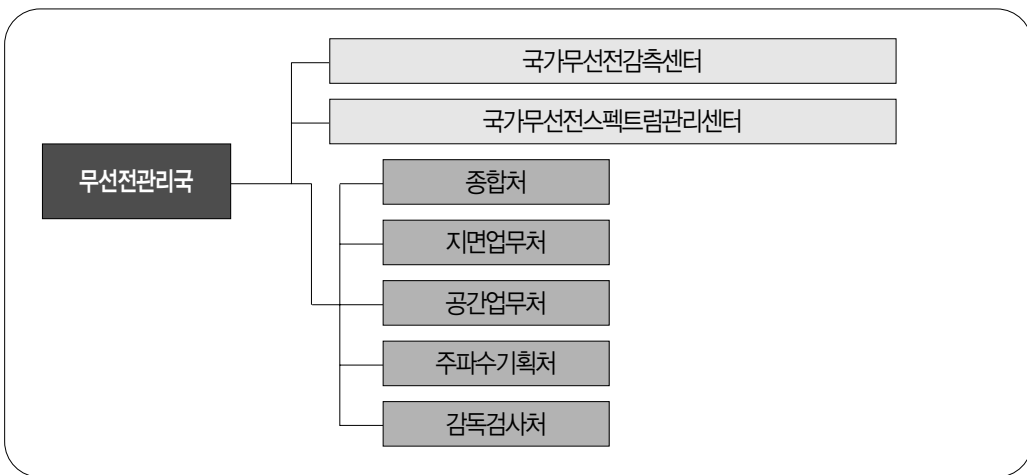 국가무선전감측센터
국가무선전스펙트럼관리센터
무선전관리국
종합처
지면업무처
공간업무처
주파수기획처
감독검사처